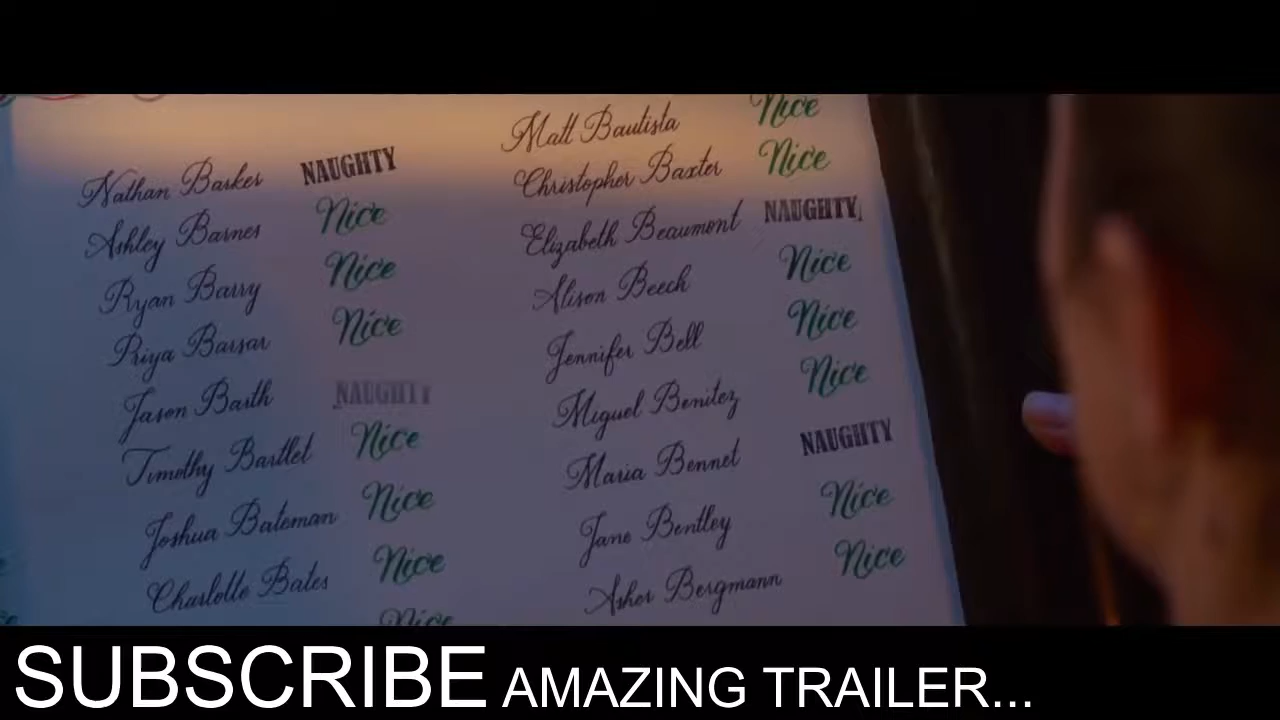 Nathan Barker NAUGHTY
Ashley Barnes Nice
Ryan Barry Nice
Priya Barsar Nice
Jason Barth NAUGHTY
Timothy Bartlet Nice
Joshua Bateman Nice
Charlotte Bates Nice
Nice
Matt Bautista Nice
Christopher Baxter Nice
Elizabeth Beaumont NAUGHTY
Alison Beech Nice
Jennifer Bell Nice
Miguel Benitez Nice
Maria Bennet NAUGHTY
Jane Bentley Nice
Asher Bergmann Nice
SUBSCRIBE AMAZING TRAILER...